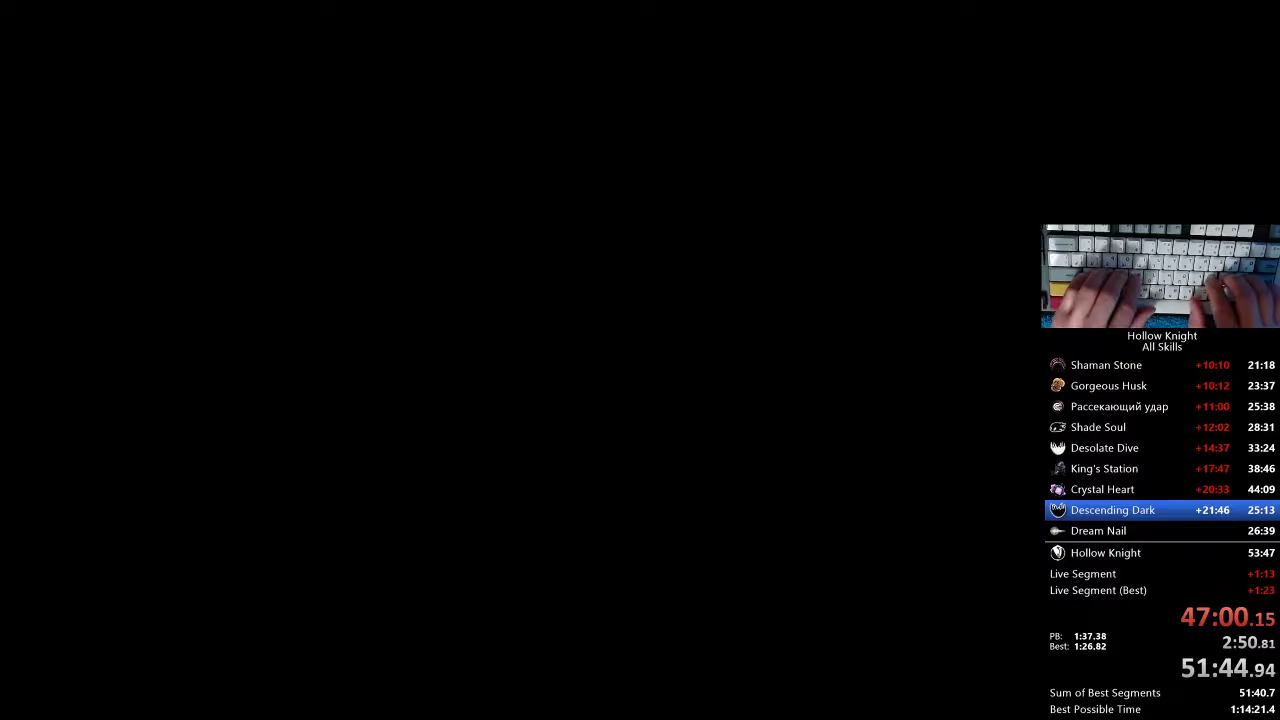 Hollow Knight
All Skills
Shaman Stone +10:10 21:18
Gorgeous Husk +10:12 23:37
Рассекающий удар +11:00 25:38
Shade Soul +12:02 28:31
Desolate Dive +14:37 33:24
King's Station +17:47 38:46
Crystal Heart +20:33 44:09
Descending Dark +21:46 25:13
Dream Nail 26:39
Hollow Knight 53:47
Live Segment +1:13
Live Segment (Best) +1:23
47:00.15
PB: 1:37.38 2:50.81
Best: 1:26.82
51:44.94
Sum of Best Segments 51:40.7
Best Possible Time 1:14:21.4